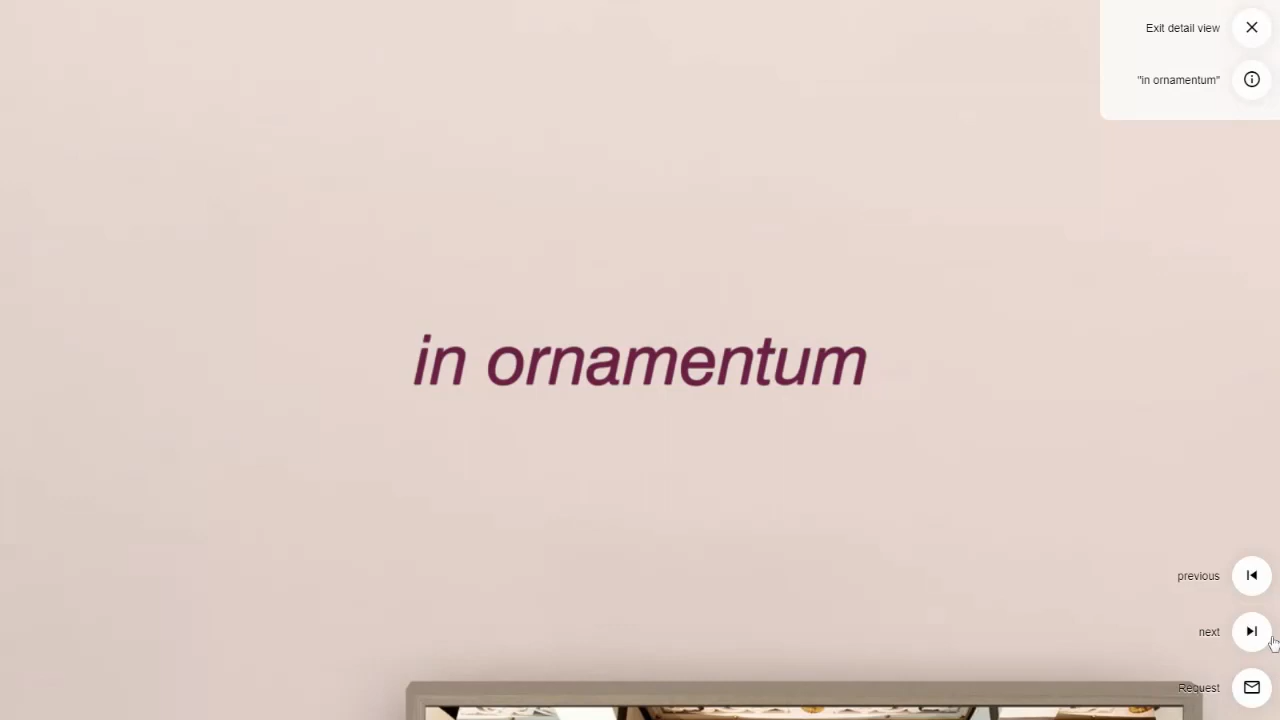 Exit detail view
"in ornamentum"
in ornamentum
previous
next
Request